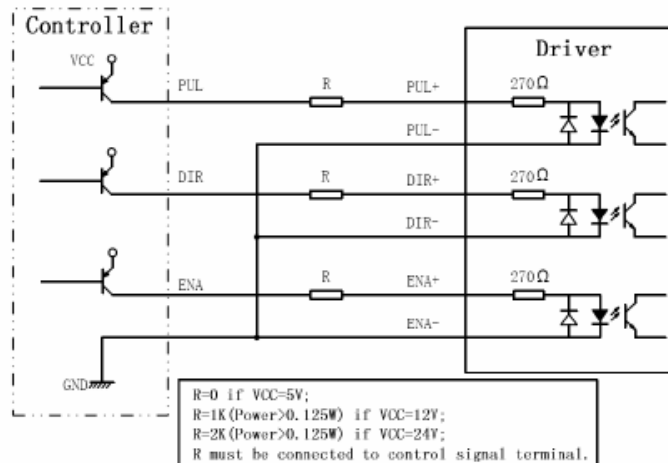 Controller
Driver
VCC
PUL
R
PUL+
270Ω
PUL-
DIR
R
DIR+
270Ω
DIR-
ENA
R
ENA+
270Ω
ENA-
GND
R=0 if VCC=5V;
R=1K(Power>0.125W) if VCC=12V;
R=2K(Power>0.125W) if VCC=24V;
R must be connected to control signal terminal.